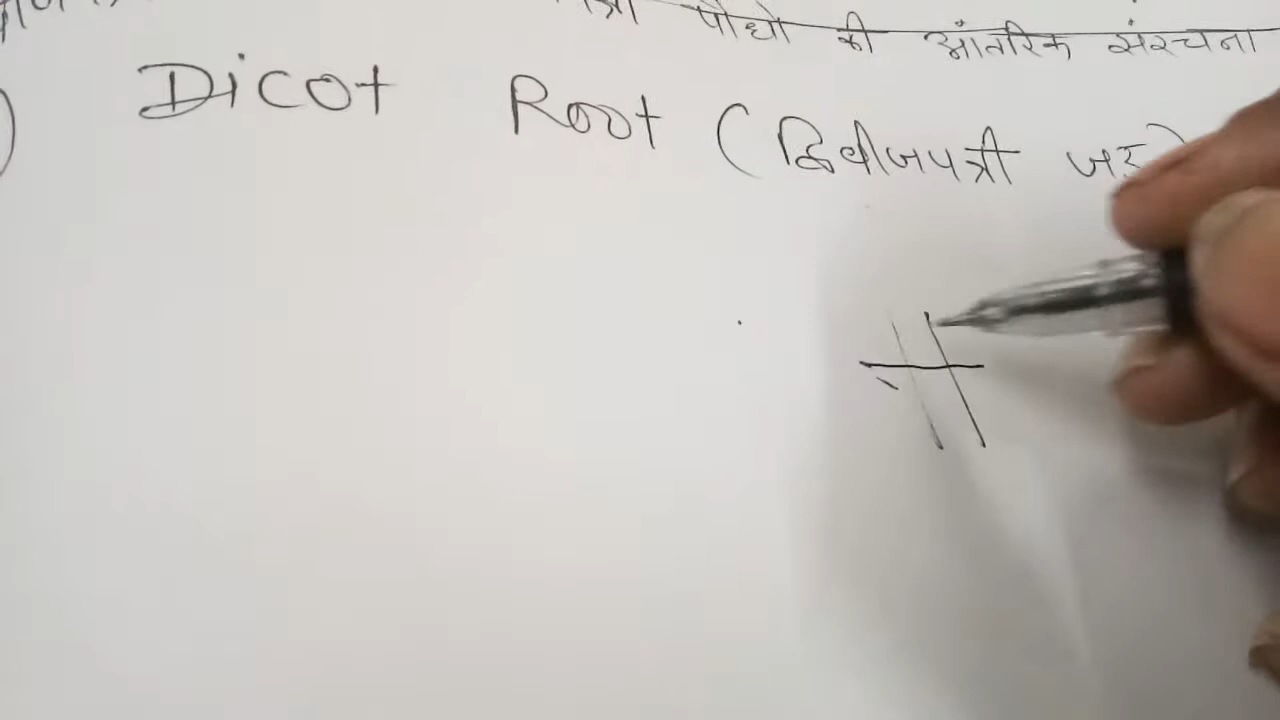 पौधों की आंतरिक संरचना
Dicot Root (द्विबीजपत्री जड़)